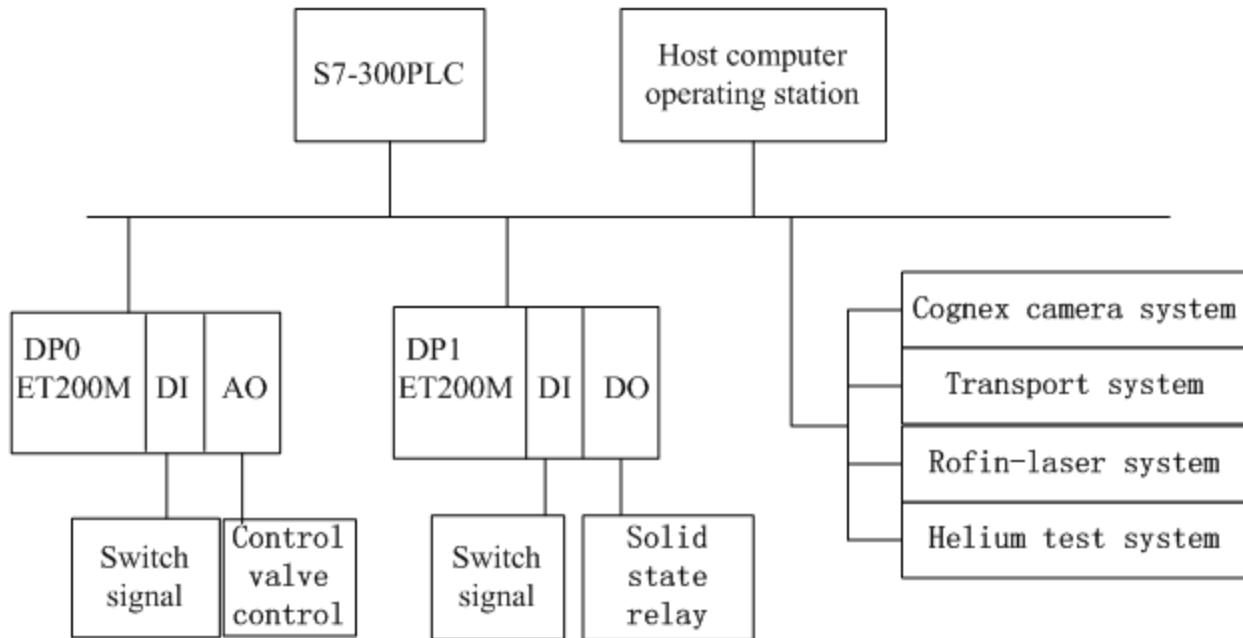 S7-300PLC
Host computer
operating station
DP0
ET200M
DI
AO
DP1
ET200M
DI
DO
Cognex camera system
Transport system
Rofin-laser system
Helium test system
Switch
signal
Control
valve
control
Switch
signal
Solid
state
relay